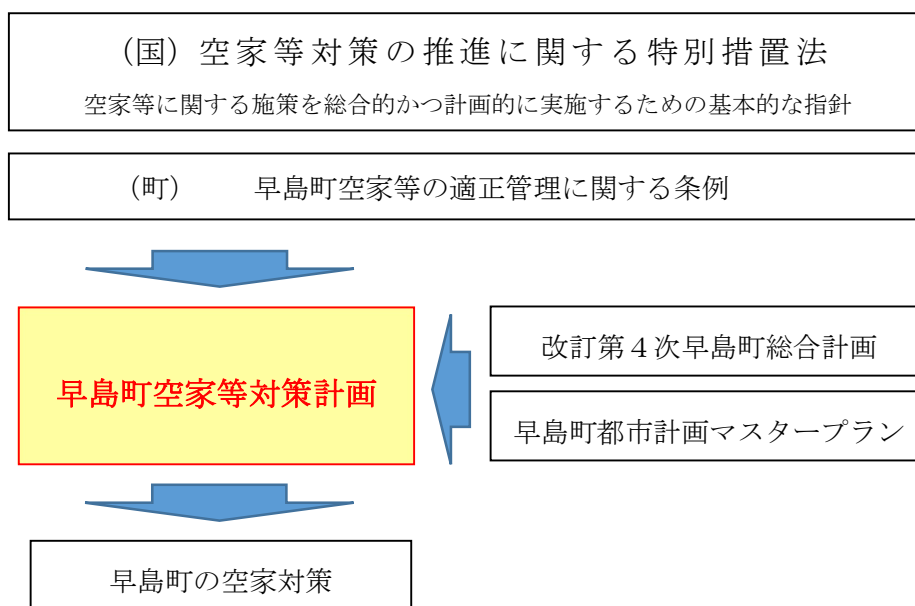 （国）空家等対策の推進に関する特別措置法
空家等に関する施策を総合的かつ計画的に実施するための基本的な指針
（町）　　早島町空家等の適正管理に関する条例
早島町空家等対策計画
改訂第４次早島町総合計画
早島町都市計画マスタープラン
早島町の空家対策